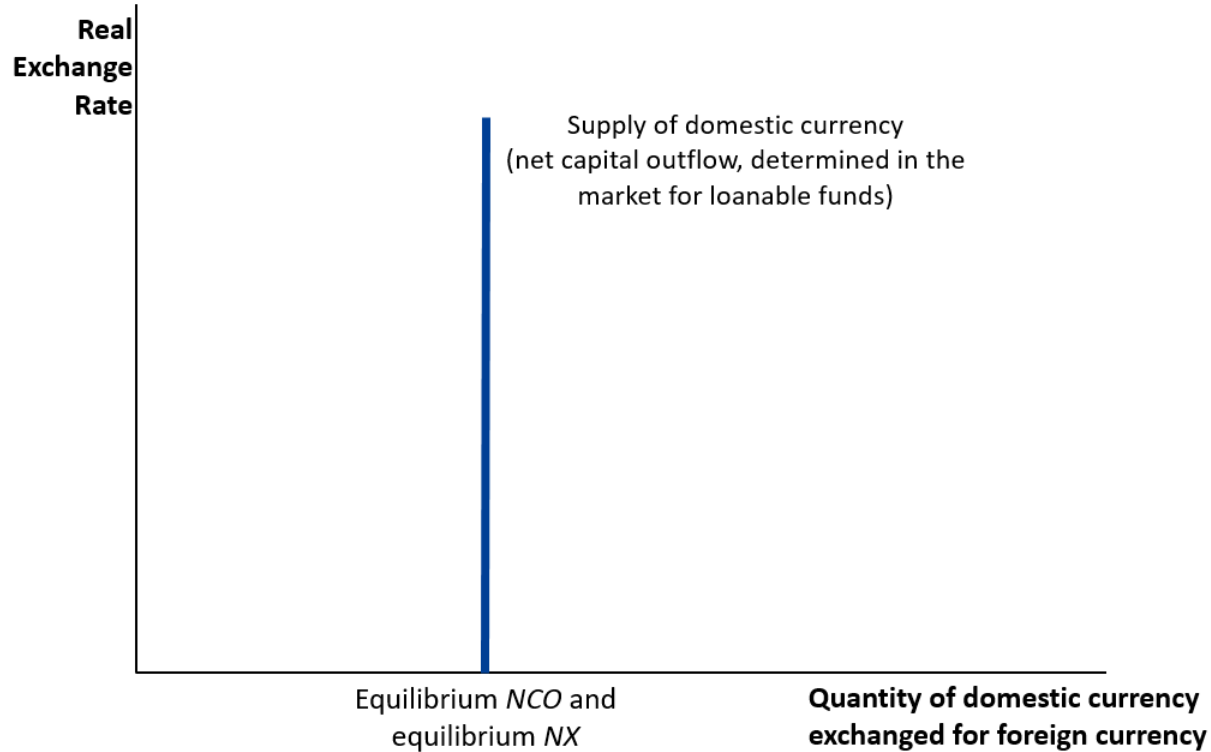 Real
Exchange
Rate
Supply of domestic currency
(net capital outflow, determined in the
market for loanable funds)
Equilibrium NCO and
equilibrium NX
Quantity of domestic currency
exchanged for foreign currency